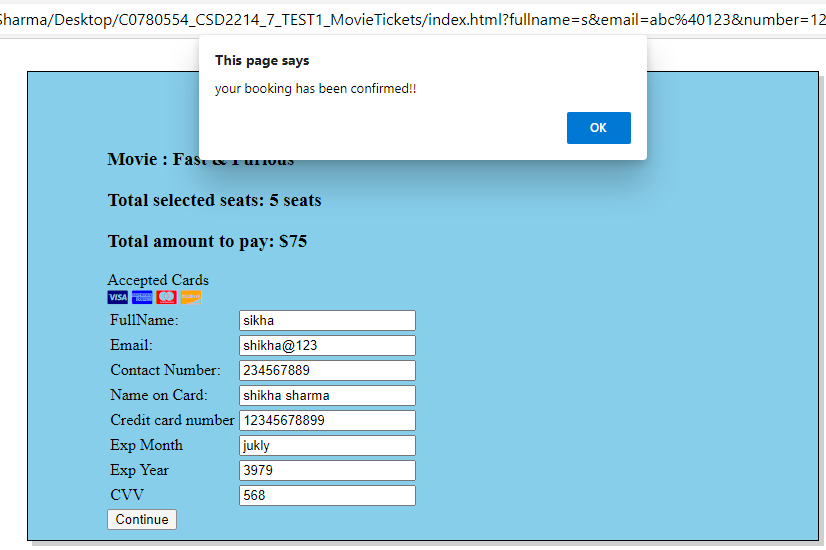 Sharma/Desktop/C0780554_CSD2214_7_TEST1_MovieTickets/index.html?fullname=s&email=abc%40123&number=12
This page says
your booking has been confirmed!!
OK
Movie : Fast & Furious
Total selected seats: 5 seats
Total amount to pay: $75
Accepted Cards
VISA
FullName: sikha
Email: shikha@123
Contact Number: 234567889
Name on Card: shikha sharma
Credit card number 12345678899
Exp Month jukly
Exp Year 3979
CVV 568
Continue